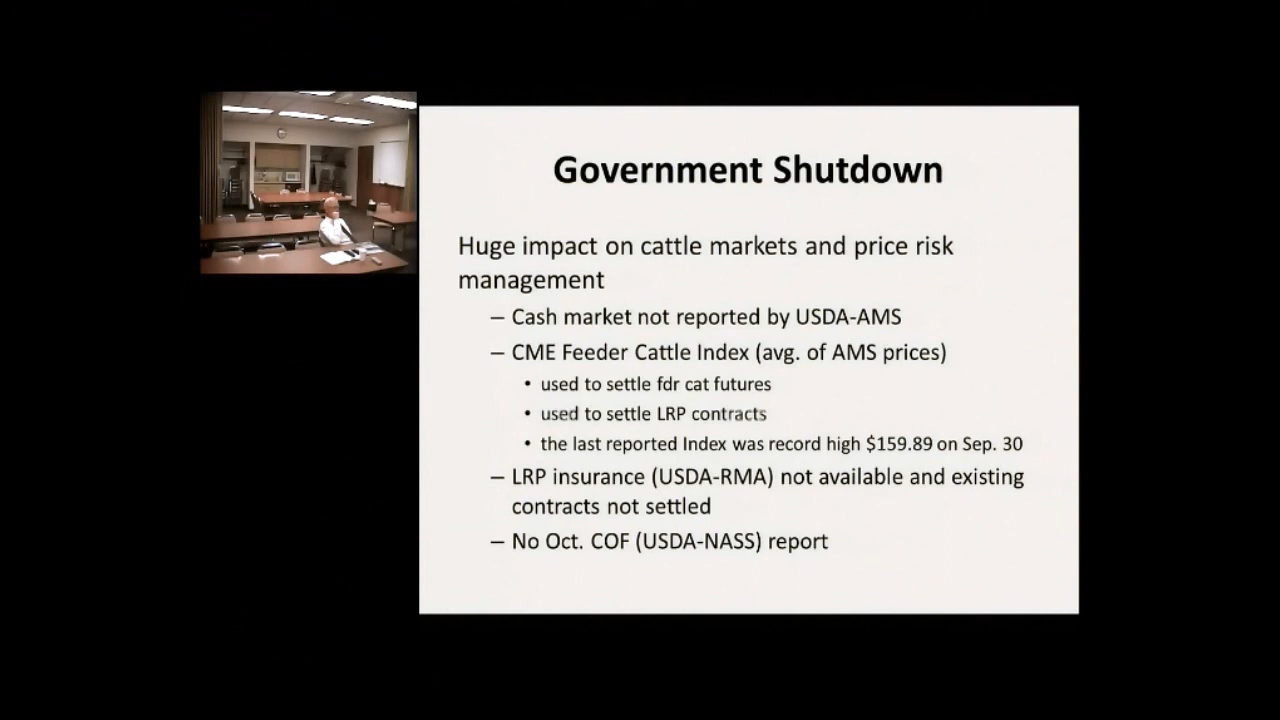 Government Shutdown
Huge impact on cattle markets and price risk
management
– Cash market not reported by USDA-AMS
– CME Feeder Cattle Index (avg. of AMS prices)
• used to settle fdr cat futures
• used to settle LRP contracts
• the last reported Index was record high $159.89 on Sep. 30
– LRP insurance (USDA-RMA) not available and existing
contracts not settled
– No Oct. COF (USDA-NASS) report